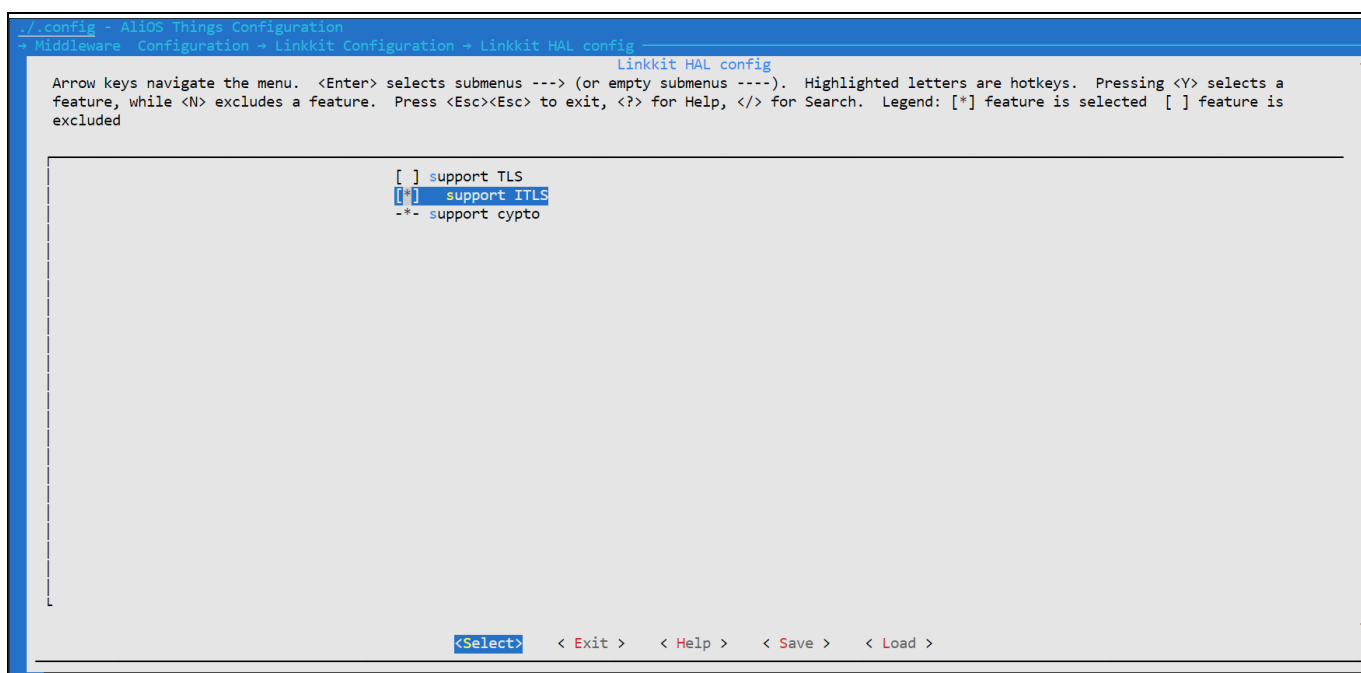 ./.config - AliOS Things Configuration
→ Middleware  Configuration → Linkkit Configuration → Linkkit HAL config
Linkkit HAL config
Arrow keys navigate the menu.  <Enter> selects submenus ---> (or empty submenus ----).  Highlighted letters are hotkeys.  Pressing <Y> selects a
feature, while <N> excludes a feature.  Press <Esc><Esc> to exit, <?> for Help, </> for Search.  Legend: [*] feature is selected  [ ] feature is
excluded
[ ] support TLS
[*]   support ITLS
-*- support cypto
<Select>    < Exit >    < Help >    < Save >    < Load >